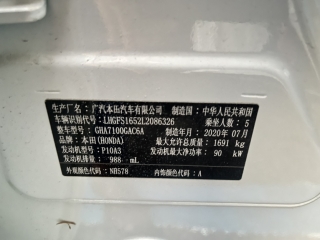 生产厂名：广汽本田汽车有限公司 制造国：中华人民共和国
车辆识别代号：LHGFS1652L2086326 乘坐人数：5
整车型号：GHA7100GAC6A 制造年月：2020年07月
品牌：本田(HONDA) 最大允许总质量：1691 kg
发动机型号：P10A3 发动机最大净功率：90 kW
发动机排量：988 mL
外观颜色代码：NH578 内饰颜色代码：A